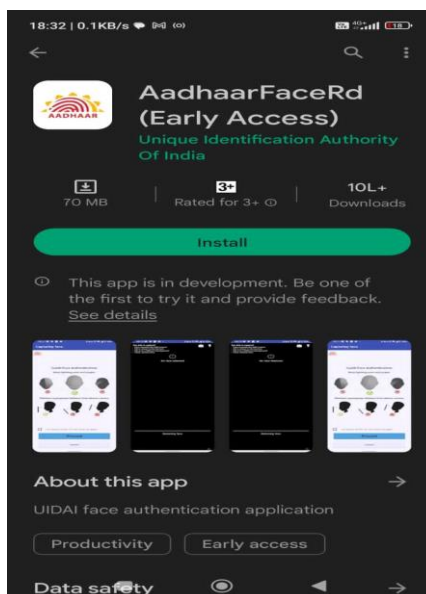 18:32 | 0.1KB/s
4G+
18
AADHAAR
AadhaarFaceRd
(Early Access)
Unique Identification Authority
Of India
3+
10L+
70 MB
Rated for 3+
Downloads
Install
This app is in development. Be one of
the first to try it and provide feedback.
See details
About this app
UIDAI face authentication application
Productivity
Early access
Data safety